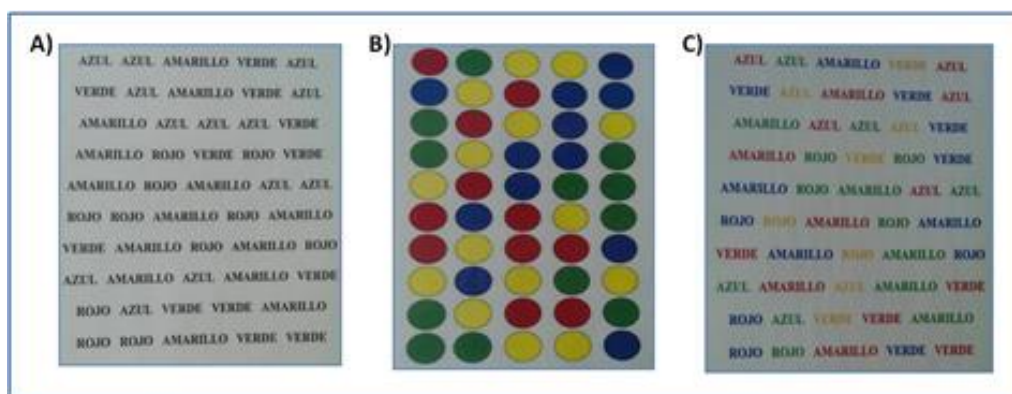 A)
AZUL AZUL AMARILLO VERDE AZUL
VERDE AZUL AMARILLO VERDE AZUL
AMARILLO AZUL AZUL AZUL VERDE
AMARILLO ROJO VERDE ROJO VERDE
AMARILLO ROJO AMARILLO AZUL AZUL
ROJO ROJO AMARILLO ROJO AMARILLO
VERDE AMARILLO ROJO AMARILLO ROJO
AZUL AMARILLO AZUL AMARILLO VERDE
ROJO AZUL VERDE VERDE AMARILLO
ROJO ROJO AMARILLO VERDE VERDE
B)
C)
AZUL AZUL AMARILLO VERDE AZUL
VERDE AZUL AMARILLO VERDE AZUL
AMARILLO AZUL AZUL AZUL VERDE
AMARILLO ROJO VERDE ROJO VERDE
AMARILLO ROJO AMARILLO AZUL AZUL
ROJO ROJO AMARILLO ROJO AMARILLO
VERDE AMARILLO ROJO AMARILLO ROJO
AZUL AMARILLO AZUL AMARILLO VERDE
ROJO AZUL VERDE VERDE AMARILLO
ROJO ROJO AMARILLO VERDE VERDE